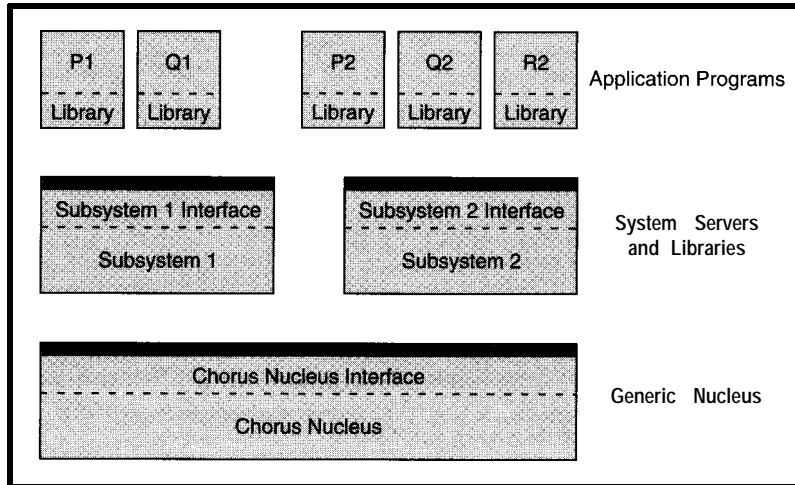 P1
Library
Q1
Library
P2
Library
Q2
Library
R2
Library
Application Programs
Subsystem 1 Interface
Subsystem 1
Subsystem 2 Interface
Subsystem 2
System Servers
and Libraries
Chorus Nucleus Interface
Chorus Nucleus
Generic Nucleus